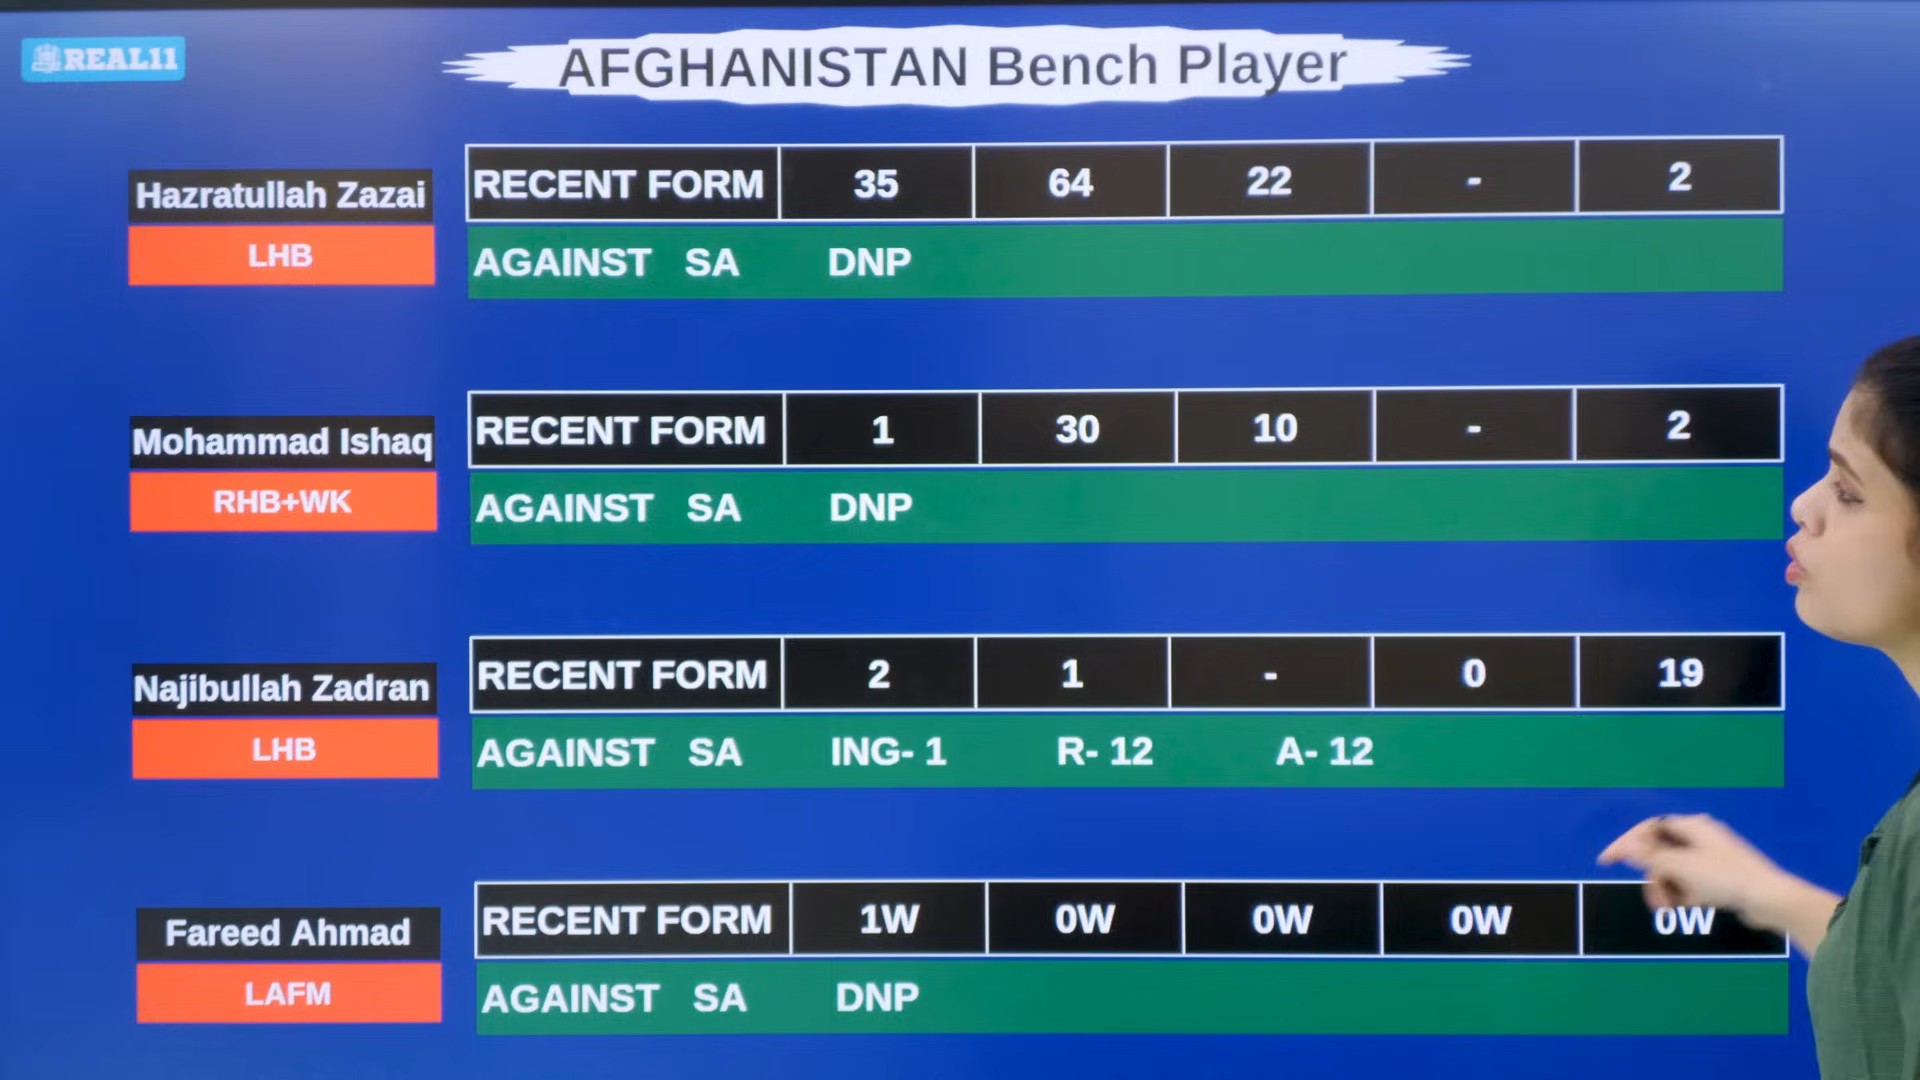 REAL11
AFGHANISTAN Bench Player
Hazratullah Zazai
LHB
RECENT FORM 35 64 22 - 2
AGAINST SA DNP
Mohammad Ishaq
RHB+WK
RECENT FORM 1 30 10 - 2
AGAINST SA DNP
Najibullah Zadran
LHB
RECENT FORM 2 1 - 0 19
AGAINST SA ING- 1 R- 12 A- 12
Fareed Ahmad
LAFM
RECENT FORM 1W 0W 0W 0W 0W
AGAINST SA DNP